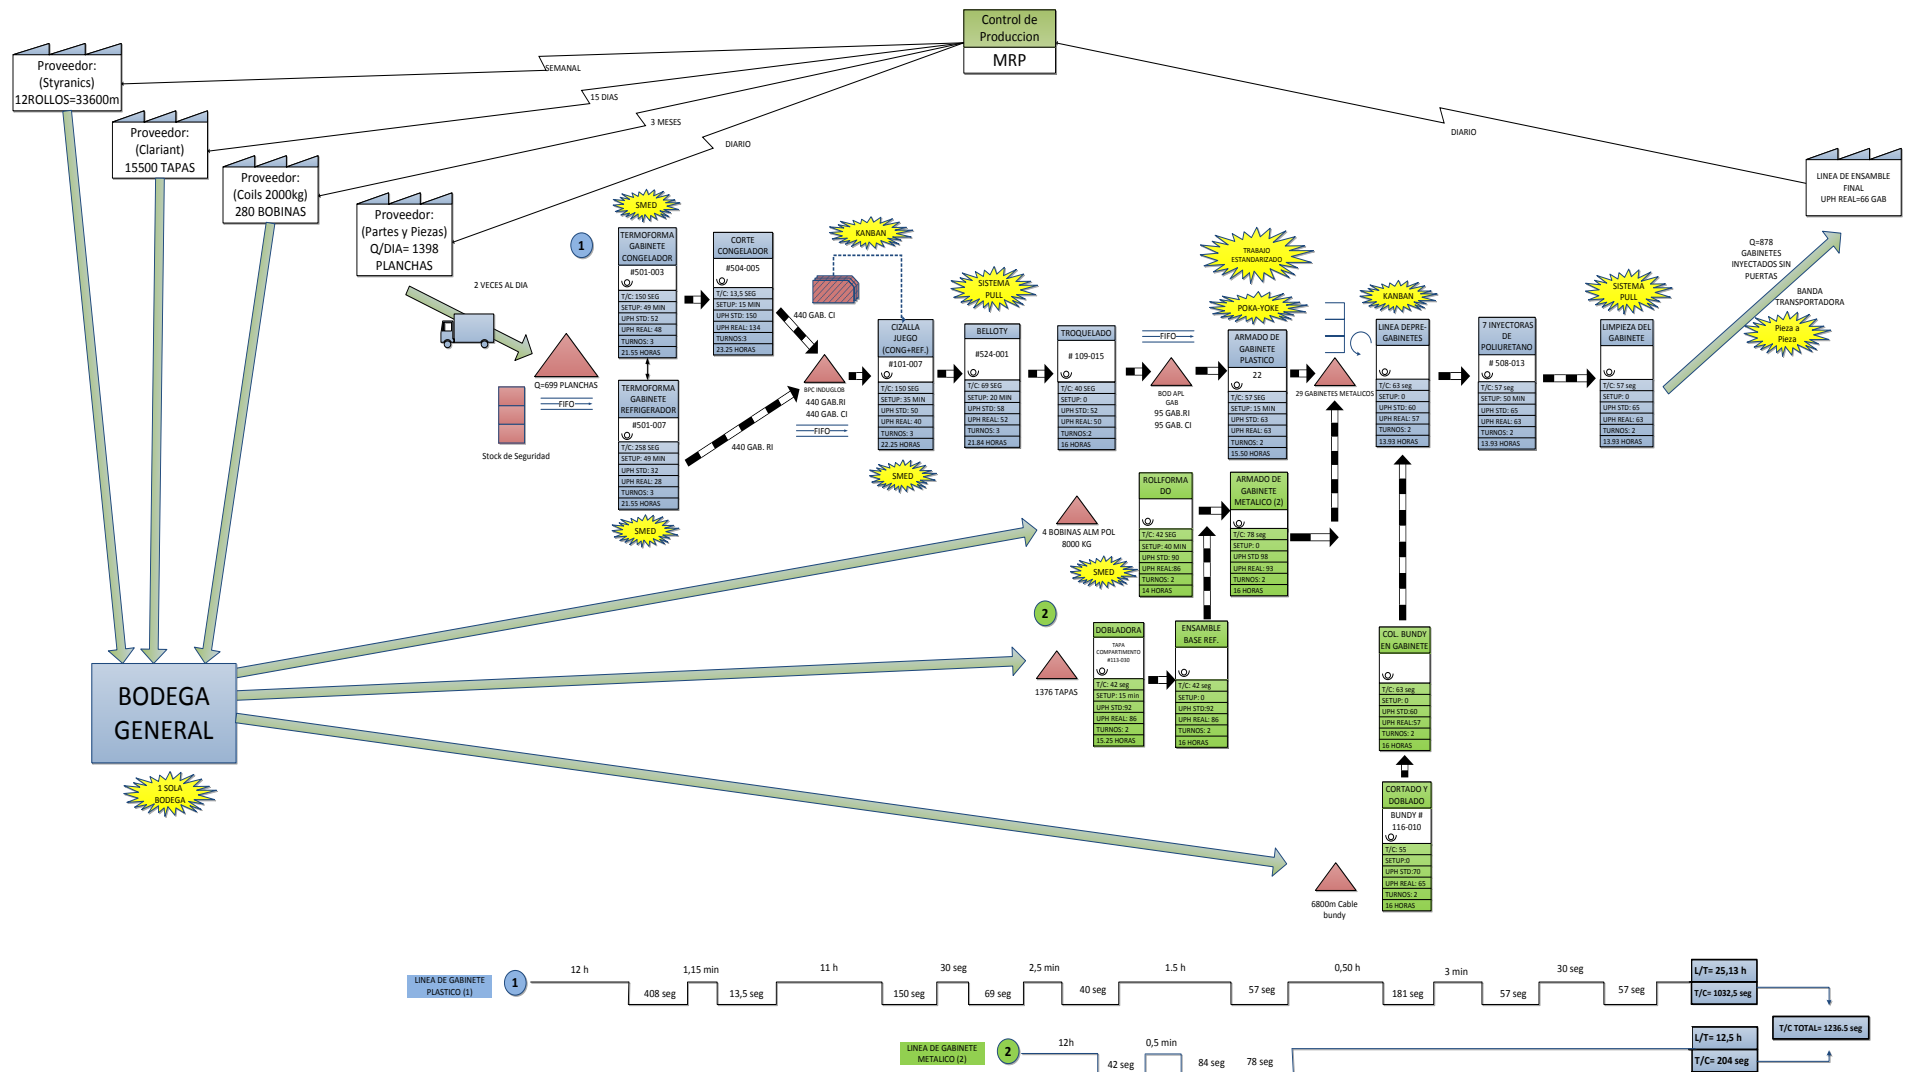 Control de
Produccion
MRP
Proveedor:
(Styranics)
12ROLLOS=33600m
SEMANAL
Proveedor:
(Clariant)
15500 TAPAS
15 DIAS
Proveedor:
(Coils 2000kg)
280 BOBINAS
3 MESES
Proveedor:
(Partes y Piezas)
Q/DIA= 1398
PLANCHAS
DIARIO
DIARIO
LINEA DE ENSAMBLE
FINAL
UPH REAL=66 GAB
2 VECES AL DIA
Q=699 PLANCHAS
FIFO
Stock de Seguridad
1
SMED
TERMOFORMA
GABINETE
CONGELADOR
#501-003
T/C: 150 SEG
SETUP: 49 MIN
UPH STD: 52
UPH REAL: 48
TURNOS: 3
21.55 HORAS
TERMOFORMA
GABINETE
REFRIGERADOR
#501-007
T/C: 258 SEG
SETUP: 49 MIN
UPH STD: 32
UPH REAL: 28
TURNOS: 3
21.55 HORAS
SMED
CORTE
CONGELADOR
#504-005
T/C: 13,5 SEG
SETUP: 15 MIN
UPH STD: 150
UPH REAL: 134
TURNOS:3
23.25 HORAS
KANBAN
440 GAB. CI
440 GAB. RI
BPC INDUGLOB
440 GAB.RI
440 GAB. CI
FIFO
CIZALLA
JUEGO
(CONG+REF.)
#101-007
T/C: 150 SEG
SETUP: 35 MIN
UPH STD: 50
UPH REAL: 40
TURNOS: 3
22.25 HORAS
SMED
SISTEMA
PULL
BELLOTY
#524-001
T/C: 69 SEG
SETUP: 20 MIN
UPH STD: 58
UPH REAL: 52
TURNOS: 3
21.84 HORAS
TROQUELADO
# 109-015
T/C: 40 SEG
SETUP: 0
UPH STD: 52
UPH REAL: 50
TURNOS:2
16 HORAS
FIFO
BOD APL
GAB
95 GAB.RI
95 GAB. CI
TRABAJO
ESTANDARIZADO
POKA-YOKE
ARMADO DE
GABINETE
PLASTICO
22
T/C: 57 SEG
SETUP: 15 MIN
UPH STD: 63
UPH REAL: 63
TURNOS: 2
15.50 HORAS
29 GABINETES METALICOS
KANBAN
LINEA DEPRE-
GABINETES
T/C: 63 seg
SETUP: 0
UPH STD: 60
UPH REAL: 57
TURNOS: 2
13.93 HORAS
7 INYECTORAS
DE
POLIURETANO
# 508-013
T/C: 57 seg
SETUP: 50 MIN
UPH STD: 65
UPH REAL: 63
TURNOS: 2
13.93 HORAS
SISTEMA
PULL
LIMPIEZA DEL
GABINETE
T/C: 57 seg
SETUP: 0
UPH STD: 65
UPH REAL: 63
TURNOS: 2
13.93 HORAS
Q=878
GABINETES
INYECTADOS SIN
PUERTAS
BANDA
TRANSPORTADORA
Pieza a
Pieza
4 BOBINAS ALM POL
8000 KG
SMED
ROLLFORMA
DO
T/C: 42 SEG
SETUP: 40 MIN
UPH STD: 90
UPH REAL:86
TURNOS: 2
14 HORAS
ARMADO DE
GABINETE
METALICO (2)
T/C: 78 seg
SETUP: 0
UPH STD 98
UPH REAL: 93
TURNOS: 2
16 HORAS
2
1376 TAPAS
DOBLADORA
TAPA
COMPARTIMENTO
#113-030
T/C: 42 seg
SETUP: 15 min
UPH STD:92
UPH REAL: 86
TURNOS: 2
15.25 HORAS
ENSAMBLE
BASE REF.
T/C: 42 seg
SETUP: 0
UPH STD:92
UPH REAL: 86
TURNOS: 2
16 HORAS
COL. BUNDY
EN GABINETE
T/C: 63 seg
SETUP: 0
UPH STD:60
UPH REAL:57
TURNOS: 2
16 HORAS
CORTADO Y
DOBLADO
BUNDY #
116-010
T/C: 55
SETUP:0
UPH STD:70
UPH REAL: 65
TURNOS: 2
16 HORAS
6800m Cable
bundy
BODEGA
GENERAL
1 SOLA
BODEGA
LINEA DE GABINETE
PLASTICO (1)
1
12 h
408 seg
1,15 min
13,5 seg
11 h
150 seg
30 seg
69 seg
2,5 min
40 seg
1.5 h
57 seg
0,50 h
181 seg
3 min
57 seg
30 seg
57 seg
L/T= 25,13 h
T/C= 1032,5 seg
T/C TOTAL= 1236.5 seg
LINEA DE GABINETE
METALICO (2)
2
12h
42 seg
0,5 min
84 seg
78 seg
L/T= 12,5 h
T/C= 204 seg